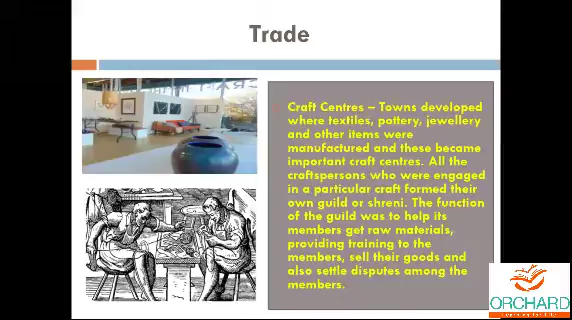 Trade
Craft Centres – Towns developed
where textiles, pottery, jewellery
and other items were
manufactured and these became
important craft centres. All the
craftspersons who were engaged
in a particular craft formed their
own guild or shreni. The function
of the guild was to help its
members get raw materials,
providing training to the
members, sell their goods and
also settle disputes among the
members.
ORCHARD
Learning for Life